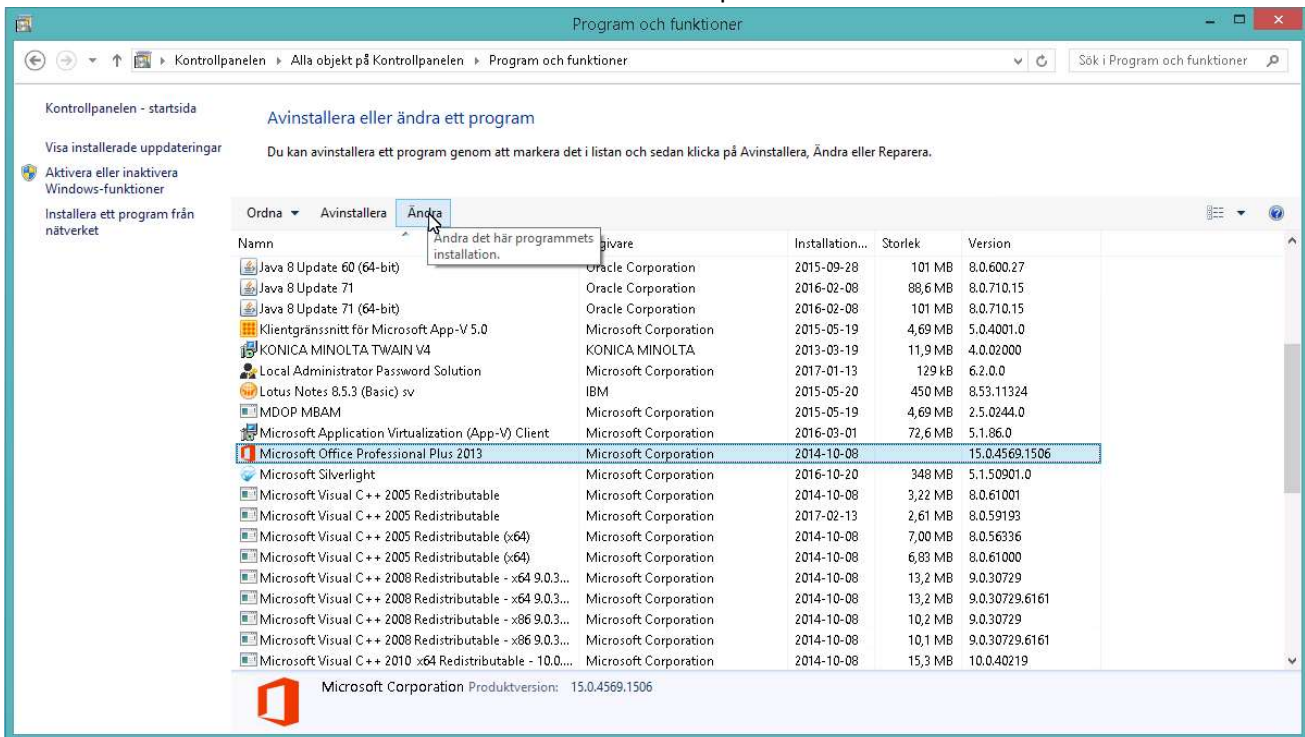 Program och funktioner
Kontrollpanelen Alla objekt på Kontrollpanelen Program och funktioner Sök i Program och funktioner
Kontrollpanelen - startsida
Visa installerade uppdateringar
Aktivera eller inaktivera
Windows-funktioner
Installera ett program från
nätverket
Avinstallera eller ändra ett program
Du kan avinstallera ett program genom att markera det i listan och sedan klicka på Avinstallera, Ändra eller Reparera.
Ordna Avinstallera Ändra
Ändra det här programmets
installation.
Namn givare Installation... Storlek Version
Java 8 Update 60 (64-bit) Oracle Corporation 2015-09-28 101 MB 8.0.600.27
Java 8 Update 71 Oracle Corporation 2016-02-08 88,6 MB 8.0.710.15
Java 8 Update 71 (64-bit) Oracle Corporation 2016-02-08 101 MB 8.0.710.15
Klientgränssnitt för Microsoft App-V 5.0 Microsoft Corporation 2015-05-19 4,69 MB 5.0.4001.0
KONICA MINOLTA TWAIN V4 KONICA MINOLTA 2013-03-19 11,9 MB 4.0.02000
Local Administrator Password Solution Microsoft Corporation 2017-01-13 129 kB 6.2.0.0
Lotus Notes 8.5.3 (Basic) sv IBM 2015-05-20 450 MB 8.53.11324
MDOP MBAM Microsoft Corporation 2015-05-19 4,69 MB 2.5.0244.0
Microsoft Application Virtualization (App-V) Client Microsoft Corporation 2016-03-01 72,6 MB 5.1.86.0
Microsoft Office Professional Plus 2013 Microsoft Corporation 2014-10-08 15.0.4569.1506
Microsoft Silverlight Microsoft Corporation 2016-10-20 348 MB 5.1.50901.0
Microsoft Visual C++ 2005 Redistributable Microsoft Corporation 2014-10-08 3,22 MB 8.0.61001
Microsoft Visual C++ 2005 Redistributable Microsoft Corporation 2017-02-13 2,61 MB 8.0.59193
Microsoft Visual C++ 2005 Redistributable (x64) Microsoft Corporation 2014-10-08 7,00 MB 8.0.56336
Microsoft Visual C++ 2005 Redistributable (x64) Microsoft Corporation 2014-10-08 6,83 MB 8.0.61000
Microsoft Visual C++ 2008 Redistributable - x64 9.0.3... Microsoft Corporation 2014-10-08 13,2 MB 9.0.30729
Microsoft Visual C++ 2008 Redistributable - x64 9.0.3... Microsoft Corporation 2014-10-08 13,2 MB 9.0.30729.6161
Microsoft Visual C++ 2008 Redistributable - x86 9.0.3... Microsoft Corporation 2014-10-08 10,2 MB 9.0.30729
Microsoft Visual C++ 2008 Redistributable - x86 9.0.3... Microsoft Corporation 2014-10-08 10,1 MB 9.0.30729.6161
Microsoft Visual C++ 2010 x64 Redistributable - 10.0.... Microsoft Corporation 2014-10-08 15,3 MB 10.0.40219
Microsoft Corporation Produktversion: 15.0.4569.1506